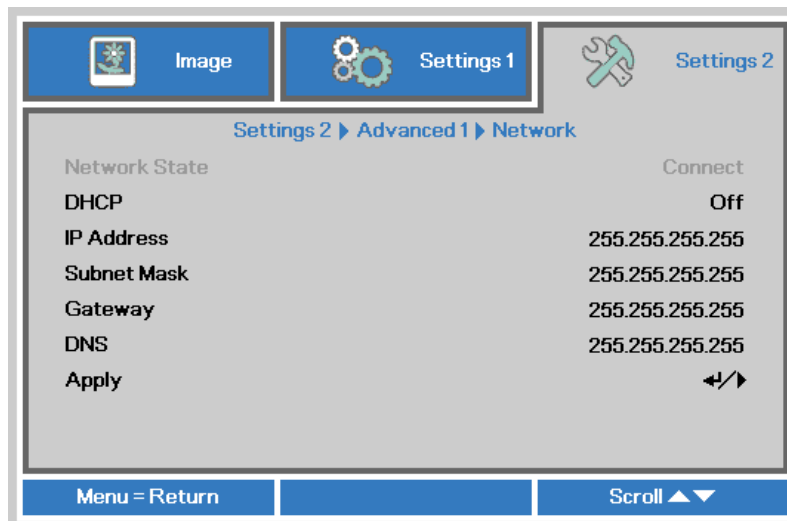 Image Settings 1 Settings 2
Settings 2 ▶ Advanced 1 ▶ Network
Network State Connect
DHCP Off
IP Address 255.255.255.255
Subnet Mask 255.255.255.255
Gateway 255.255.255.255
DNS 255.255.255.255
Apply ↵/▶
Menu = Return Scroll ▲▼